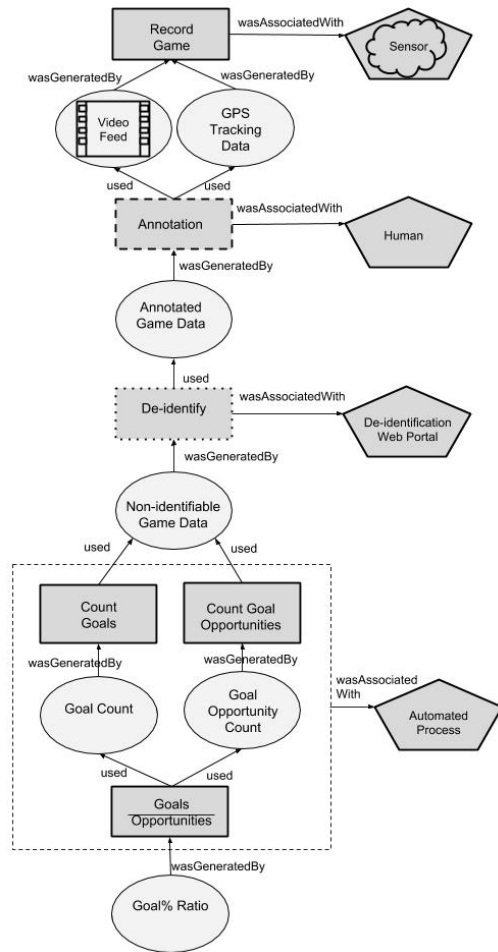 Record
Game
wasAssociatedWith
Sensor
wasGeneratedBy
wasGeneratedBy
Video
Feed
GPS
Tracking
Data
used
used
Annotation
wasAssociatedWith
Human
wasGeneratedBy
Annotated
Game Data
used
De-identify
wasAssociatedWith
De-identification
Web Portal
wasGeneratedBy
Non-identifiable
Game Data
used
used
Count
Goals
Count Goal
Opportunities
wasGeneratedBy
wasGeneratedBy
Goal Count
Goal
Opportunity
Count
wasAssociated
With
Automated
Process
used
used
Goals
Opportunities
wasGeneratedBy
Goal% Ratio